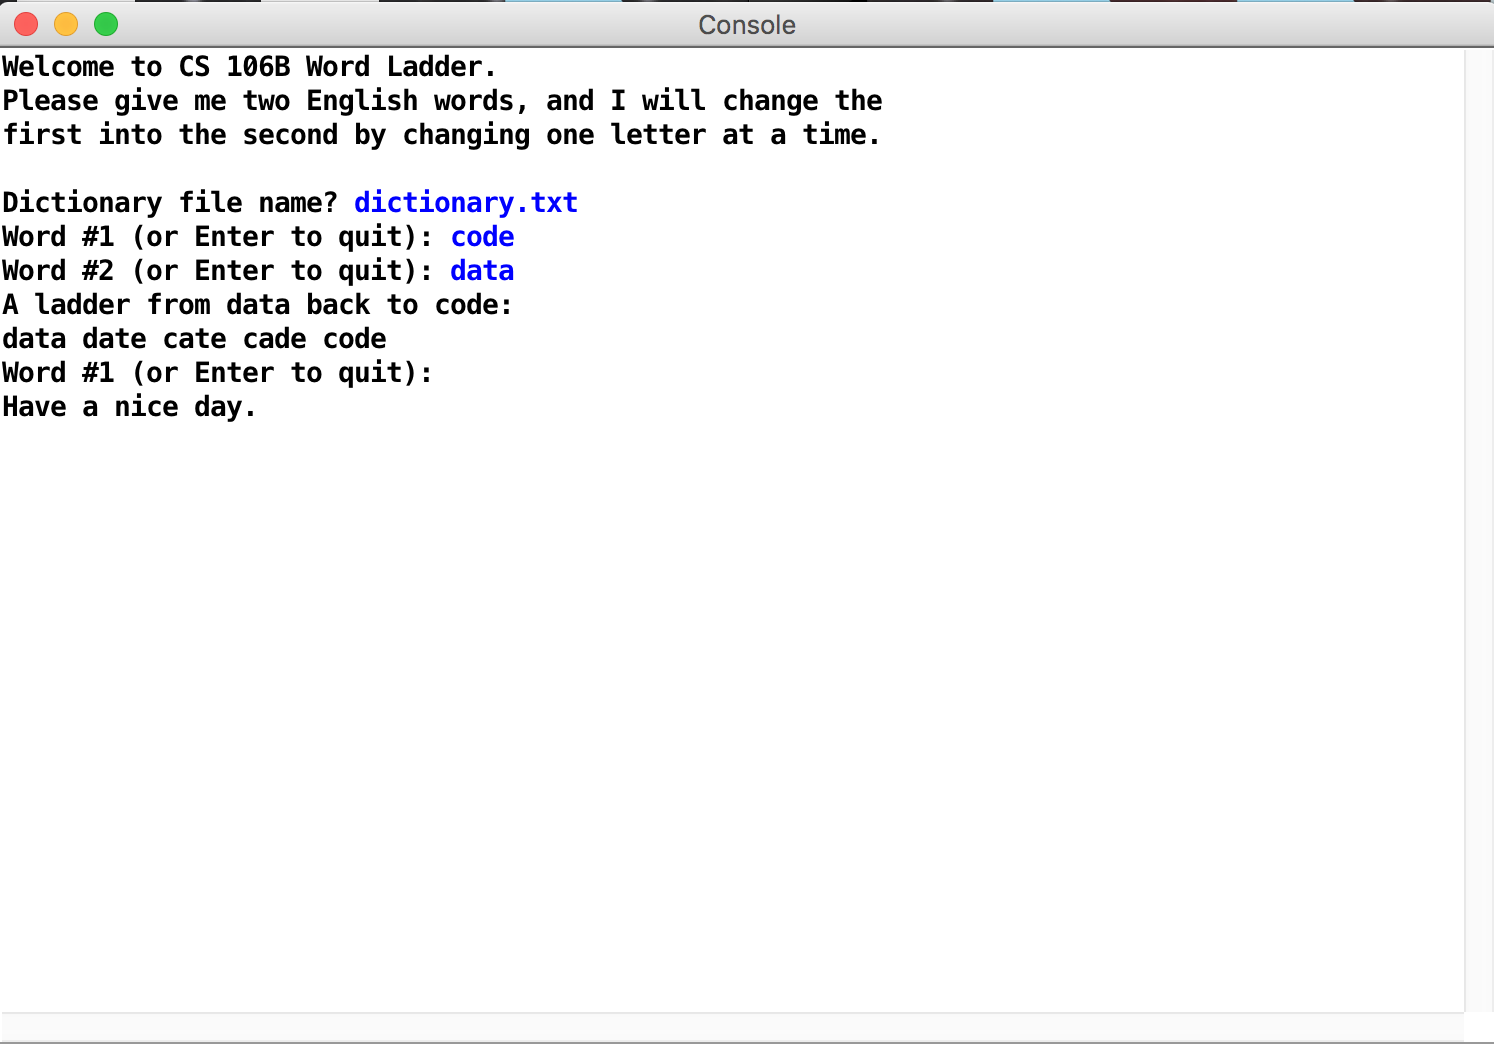 Console
Welcome to CS 106B Word Ladder.
Please give me two English words, and I will change the
first into the second by changing one letter at a time.
Dictionary file name? dictionary.txt
Word #1 (or Enter to quit): code
Word #2 (or Enter to quit): data
A ladder from data back to code:
data date cate cade code
Word #1 (or Enter to quit):
Have a nice day.